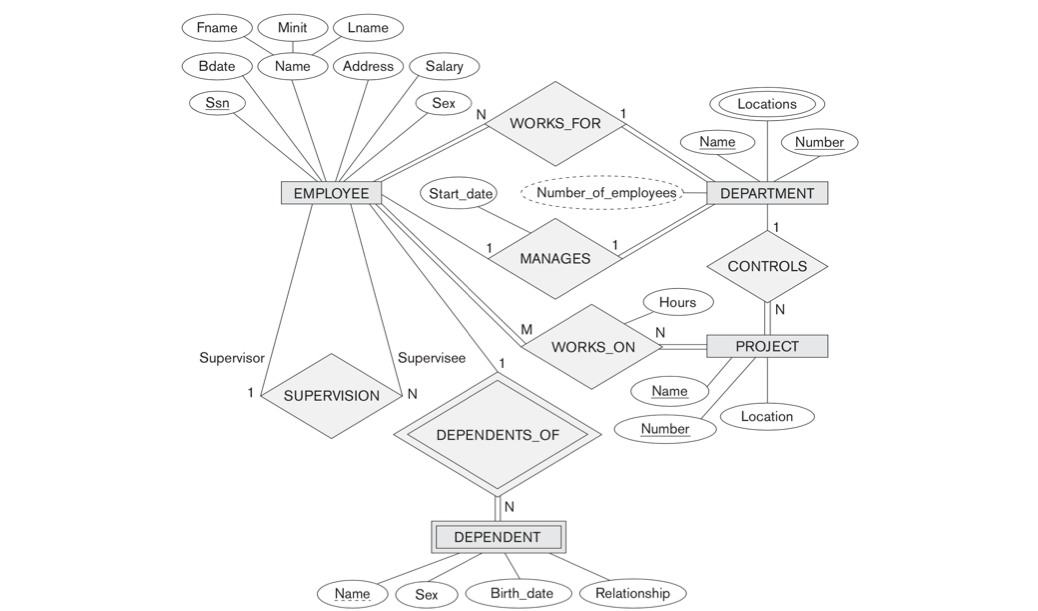 Fname
Minit
Lname
Bdate
Name
Address
Salary
Ssn
Sex
N
WORKS_FOR
1
Locations
Name
Number
EMPLOYEE
Start_date
Number_of_employees
DEPARTMENT
1
MANAGES
1
1
CONTROLS
N
Hours
M
WORKS_ON
N
PROJECT
Supervisor
Supervisee
1
SUPERVISION
N
1
Name
Number
Location
DEPENDENTS_OF
N
DEPENDENT
Name
Sex
Birth_date
Relationship